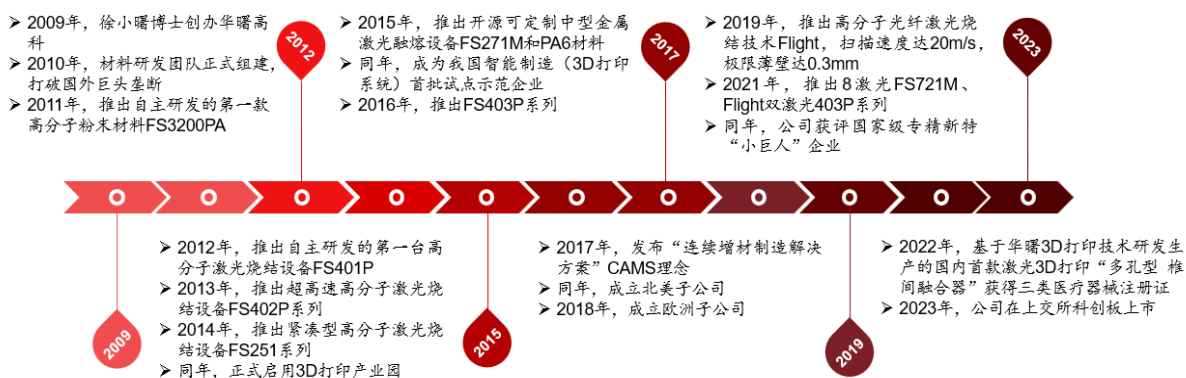 ➢ 2009年，徐小曙博士创办华曙高
科
➢ 2010年，材料研发团队正式组建，
打破国外巨头垄断
➢ 2011年，推出自主研发的第一款
高分子粉末材料FS3200PA
2012
➢ 2015年，推出开源可定制中型金属
激光融熔设备FS271M和PA6材料
➢ 同年，成为我国智能制造（3D打印
系统）首批试点示范企业
➢ 2016年，推出FS403P系列
2017
➢ 2019年，推出高分子光纤激光烧
结技术Flight，扫描速度达20m/s，
极限薄壁达0.3mm
➢ 2021年，推出8激光FS721M、
Flight双激光403P系列
➢ 同年，公司获评国家级专精新特
“小巨人”企业
2023
2009
➢ 2012年，推出自主研发的第一台高
分子激光烧结设备FS401P
➢ 2013年，推出超高速高分子激光烧
结设备FS402P系列
➢ 2014年，推出紧凑型高分子激光烧
结设备FS251系列
➢ 同年，正式启用3D打印产业园
2015
➢ 2017年，发布“连续增材制造解决
方案”CAMS理念
➢ 同年，成立北美子公司
➢ 2018年，成立欧洲子公司
2019
➢ 2022年，基于华曙3D打印技术研发生
产的国内首款激光3D打印“多孔型 椎
间融合器”获得三类医疗器械注册证
➢ 2023年，公司在上交所科创板上市